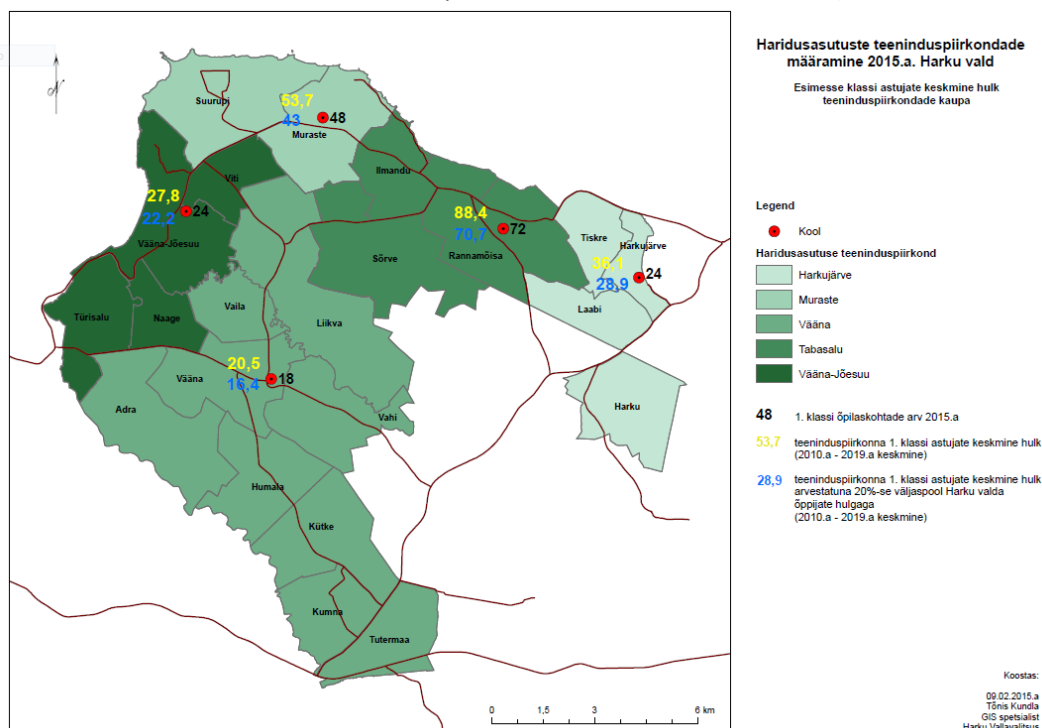 Haridusasutuste teeninduspiirkondade
määramine 2015.a. Harku vald
Esimesse klassi astujate keskmine hulk
teeninduspiirkondade kaupa
N
Suurupi
53,7
43
48
Muraste
Ilmandu
Viti
27,8
22,2
24
Vääna-Jõesuu
88,4
70,7
72
Rannamõisa
Sõrve
Tiskre
Harkujärve
36,1
28,9
24
Laabi
Türisalu
Naage
Vaila
Liikva
20,5
16,4
18
Vääna
Adra
Vahi
Harku
Humala
Kütke
Kumna
Tutermaa
0 1,5 3 6 km
Legend
Kool
Haridusasutuse teeninduspiirkond
Harkujärve
Muraste
Vääna
Tabasalu
Vääna-Jõesuu
48 1. klassi õpilaskohtade arv 2015.a
53,7 teeninduspiirkonna 1. klassi astujate keskmine hulk
(2010.a - 2019.a keskmine)
28,9 teeninduspiirkonna 1. klassi astujate keskmine hulk
arvestatuna 20%-se väljaspool Harku valda
õppijate hulgaga
(2010.a - 2019.a keskmine)
Koostas:
09.02.2015.a
Tõnis Kundla
GIS spetsialist
Harku Vallavalitsus